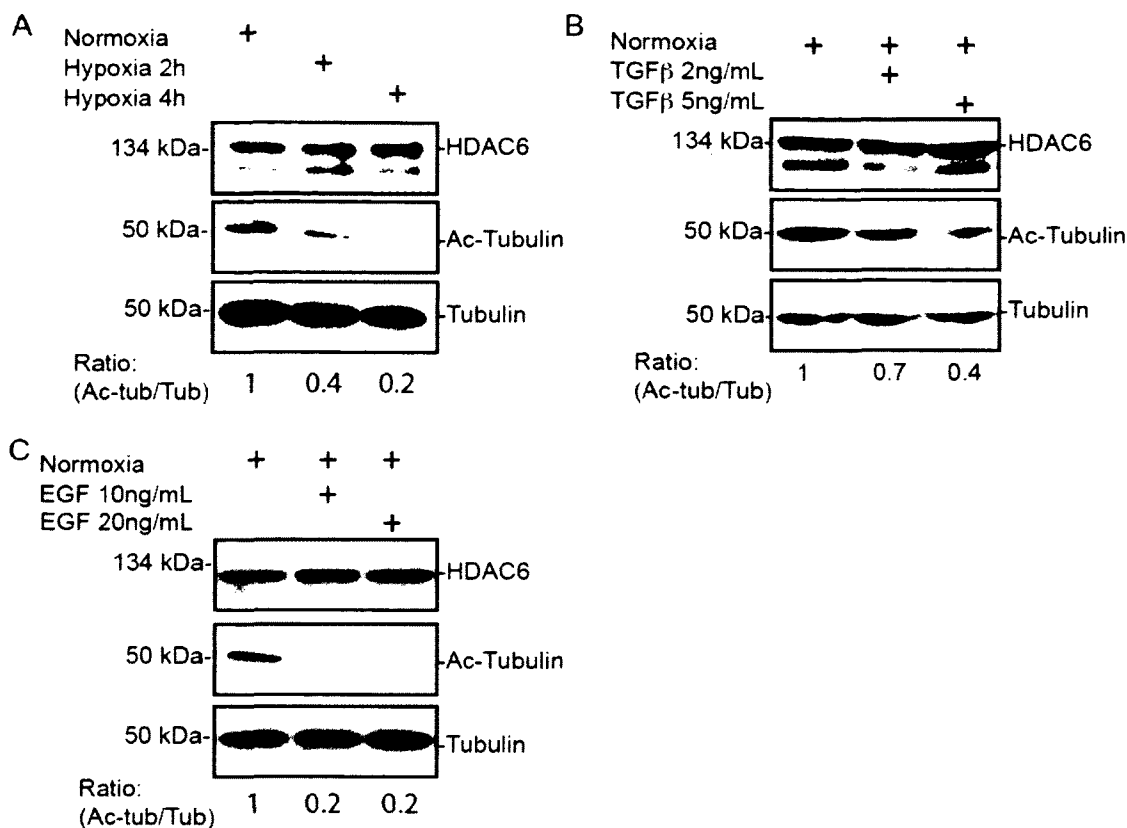 A
Normoxia +
Hypoxia 2h +
Hypoxia 4h +
134 kDa- -HDAC6
50 kDa- -Ac-Tubulin
50 kDa- -Tubulin
Ratio:
(Ac-tub/Tub) 1 0.4 0.2
B
Normoxia + + +
TGFβ 2ng/mL +
TGFβ 5ng/mL +
134 kDa- -HDAC6
50 kDa- -Ac-Tubulin
50 kDa- -Tubulin
Ratio:
(Ac-tub/Tub) 1 0.7 0.4
C
Normoxia + + +
EGF 10ng/mL +
EGF 20ng/mL +
134 kDa- -HDAC6
50 kDa- -Ac-Tubulin
50 kDa- -Tubulin
Ratio:
(Ac-tub/Tub) 1 0.2 0.2